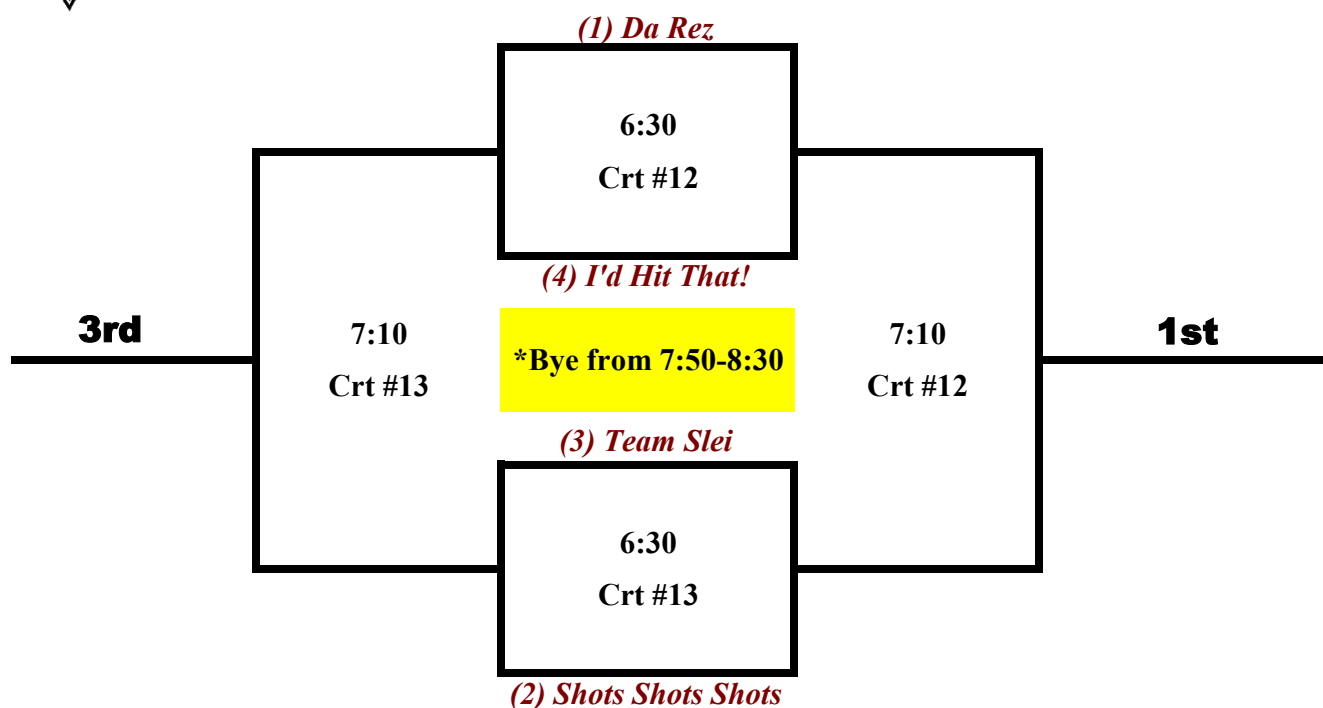 (1) Da Rez
6:30
Crt #12
(4) I'd Hit That!
3rd
7:10
Crt #13
*Bye from 7:50-8:30
7:10
Crt #12
1st
(3) Team Slei
6:30
Crt #13
(2) Shots Shots Shots